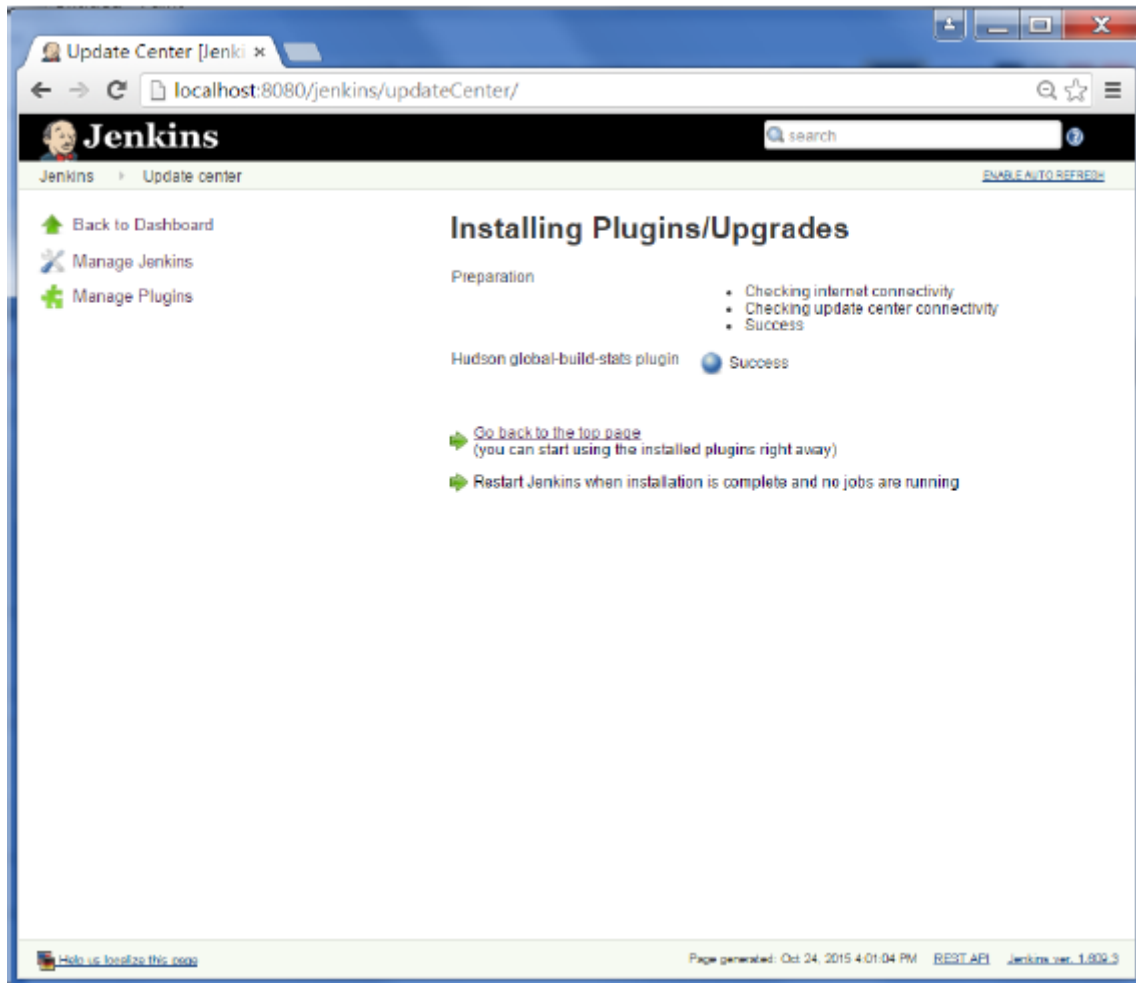 Update Center [Jenki
localhost:8080/jenkins/updateCenter/
Jenkins
search
Jenkins
Update center
ENABLE AUTO REFRESH
Back to Dashboard
Manage Jenkins
Manage Plugins
Installing Plugins/Upgrades
Preparation
Checking internet connectivity
Checking update center connectivity
Success
Hudson global-build-stats plugin
Success
Go back to the top page
(you can start using the installed plugins right away)
Restart Jenkins when installation is complete and no jobs are running
Help us localize this page
Page generated: Oct 24, 2015 4:01:04 PM
REST API
Jenkins ver. 1.609.3